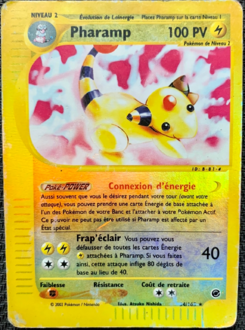 NIVEAU 2
Évolution de Lainergie
Placez Pharamp sur la carte Niveau 1
Pharamp 100 PV
Pokémon de Niveau 2
POKé-POWER Connexion d'énergie
Aussi souvent que vous le désirez pendant votre tour (avant votre
attaque), vous pouvez prendre une carte Énergie de base attachée à
l'un des Pokémon de votre Banc et l'attacher à votre Pokémon Actif.
Ce pouvoir ne peut pas être utilisé si Pharamp est affecté par un
État Spécial.
Frap'éclair Vous pouvez vous
défausser de toutes les cartes Énergie
attachées à Pharamp. Si vous faites
ainsi, cette attaque inflige 80 dégâts de
base au lieu de 40
40
Faiblesse Résistance Coût de retraite
Illus. Atsuko Nishida